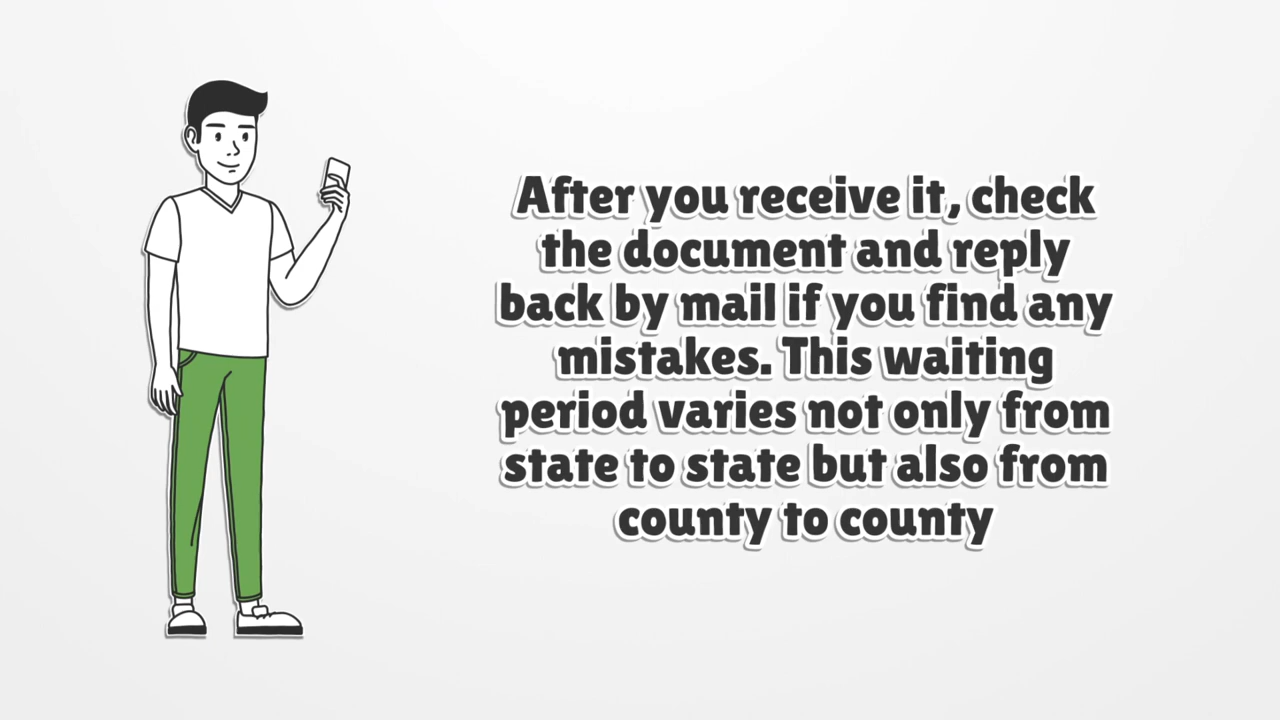 After you receive it, check
the document and reply
back by mail if you find any
mistakes. This waiting
period varies not only from
state to state but also from
county to county